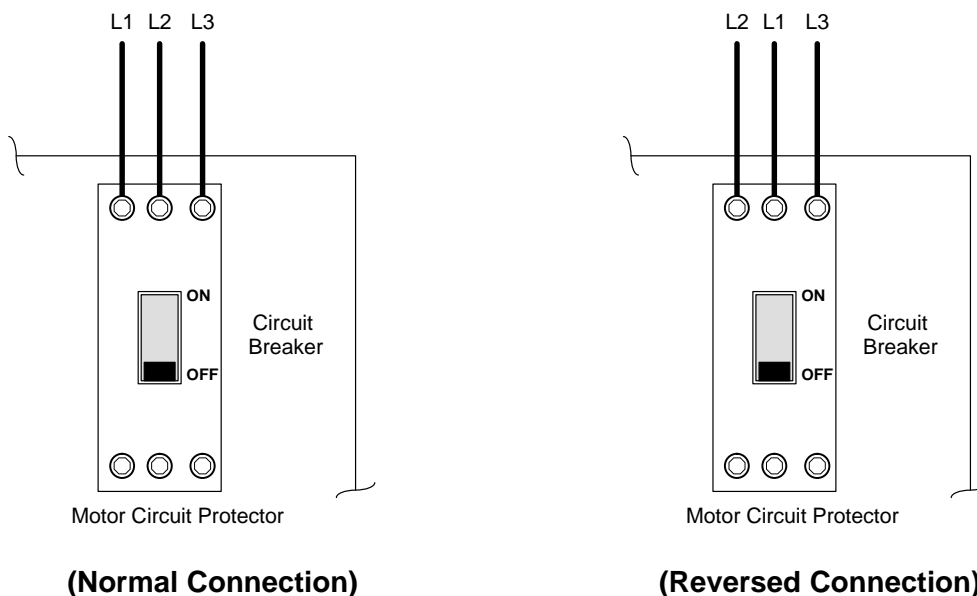 L1 L2 L3
ON
Circuit
Breaker
OFF
Motor Circuit Protector
(Normal Connection)
L2 L1 L3
ON
Circuit
Breaker
OFF
Motor Circuit Protector
(Reversed Connection)